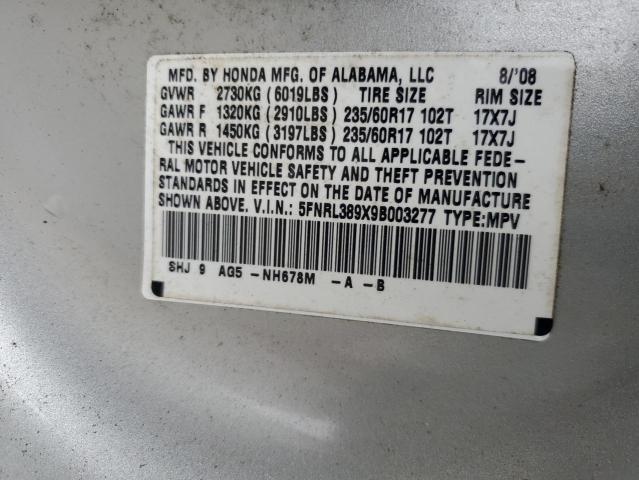 MFD. BY HONDA MFG. OF ALABAMA, LLC 8/'08
GVWR 2730KG (6019LBS) TIRE SIZE RIM SIZE
GAWR F 1320KG (2910LBS) 235/60R17 102T 17X7J
GAWR R 1450KG (3197LBS) 235/60R17 102T 17X7J
THIS VEHICLE CONFORMS TO ALL APPLICABLE FEDE-
RAL MOTOR VEHICLE SAFETY AND THEFT PREVENTION
STANDARDS IN EFFECT ON THE DATE OF MANUFACTURE
SHOWN ABOVE. V.I.N.: 5FNRL389X9B003277 TYPE:MPV
SHJ 9 AG5 -NH678M -A -B